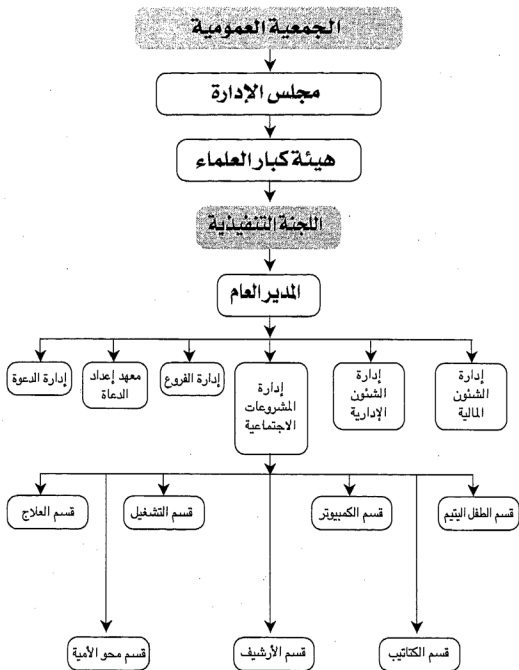 الجمعية العمومية
مجلس الإدارة
هيئة كبار العلماء
اللجنة التنفيذية
المدير العام
إدارة
الشئون
المالية
إدارة
الشئون
الإدارية
إدارة
المشروعات
الاجتماعية
إدارة الفروع
معهد إعداد
الدعاة
إدارة الدعوة
قسم الطفل اليتيم
قسم الكمبيوتر
قسم التشغيل
قسم العلاج
قسم الكتاتيب
قسم الأرشيف
قسم محو الأمية